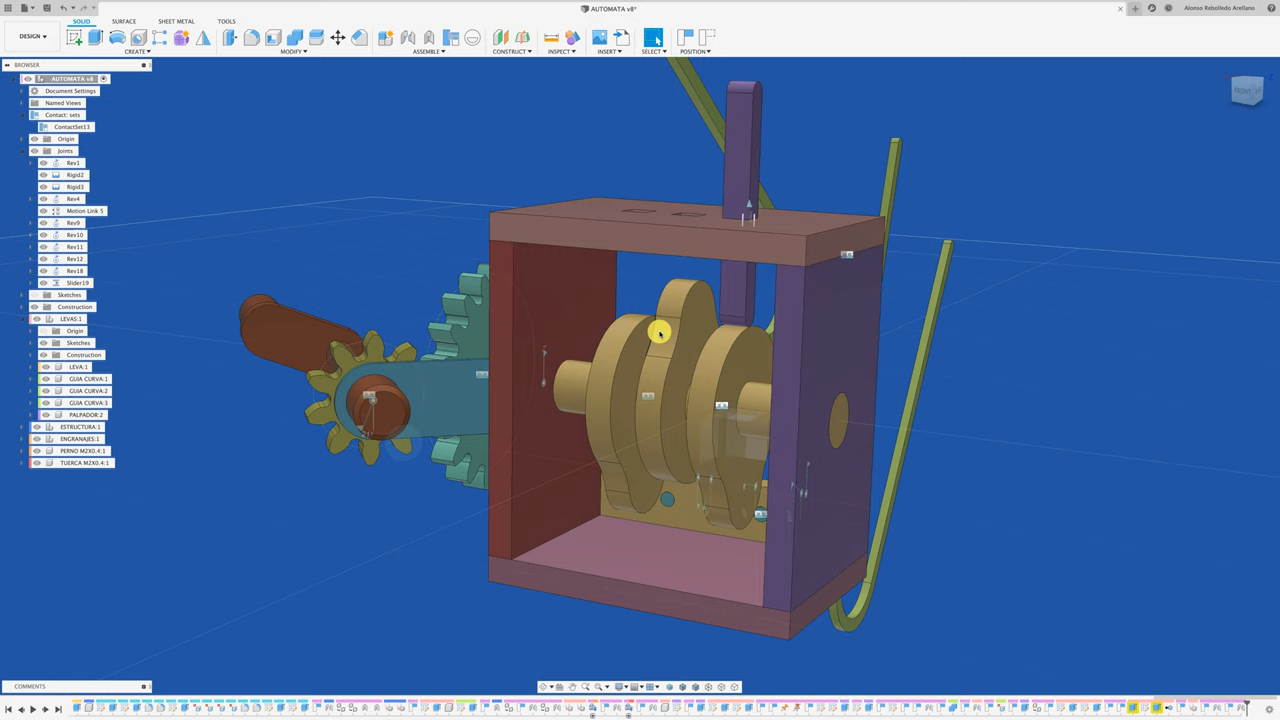 AUTOMATA v8*
Alonso Rebolledo Arellano
DESIGN
SOLID
SURFACE
SHEET METAL
TOOLS
CREATE
MODIFY
ASSEMBLE
CONSTRUCT
INSPECT
INSERT
SELECT
POSITION
BROWSER
AUTOMATA v8
Document Settings
Named Views
Contact: sets
ContactSet13
Origin
Joints
Rev1
Rigid2
Rigid3
Rev4
Motion Link 5
Rev9
Rev10
Rev11
Rev12
Rev18
Slider19
Sketches
Construction
LEVAS:1
Origin
Sketches
Construction
LEVA:1
GUIA CURVA:1
GUIA CURVA:2
GUIA CURVA:3
PALPADOR:2
ESTRUCTURA:1
ENGRANAJES:1
PERNO M2X0.4:1
TUERCA M2X0.4:1
FRONT
COMMENTS